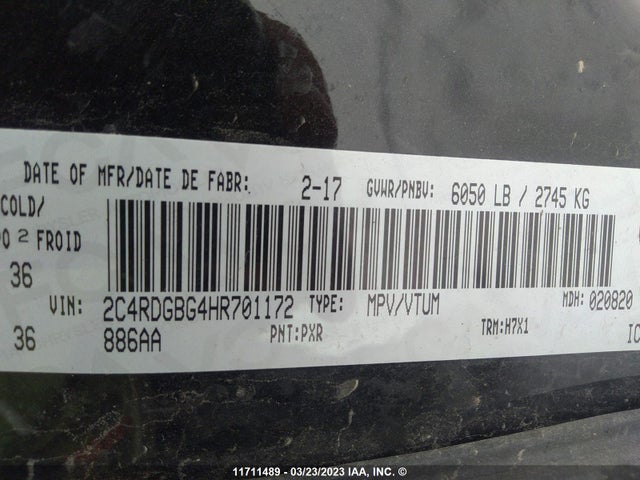 DATE OF MFR/DATE DE FABR: 2-17 GVWR/PNBV: 6050 LB / 2745 KG
COLD/
2 FROID
36
VIN: 2C4RDGBG4HR701172 TYPE: MPV/VTUM MDH: 020820
36 886AA PNT:PXR TRM:H7X1 IC
11711489 - 03/23/2023 IAA, INC. ©